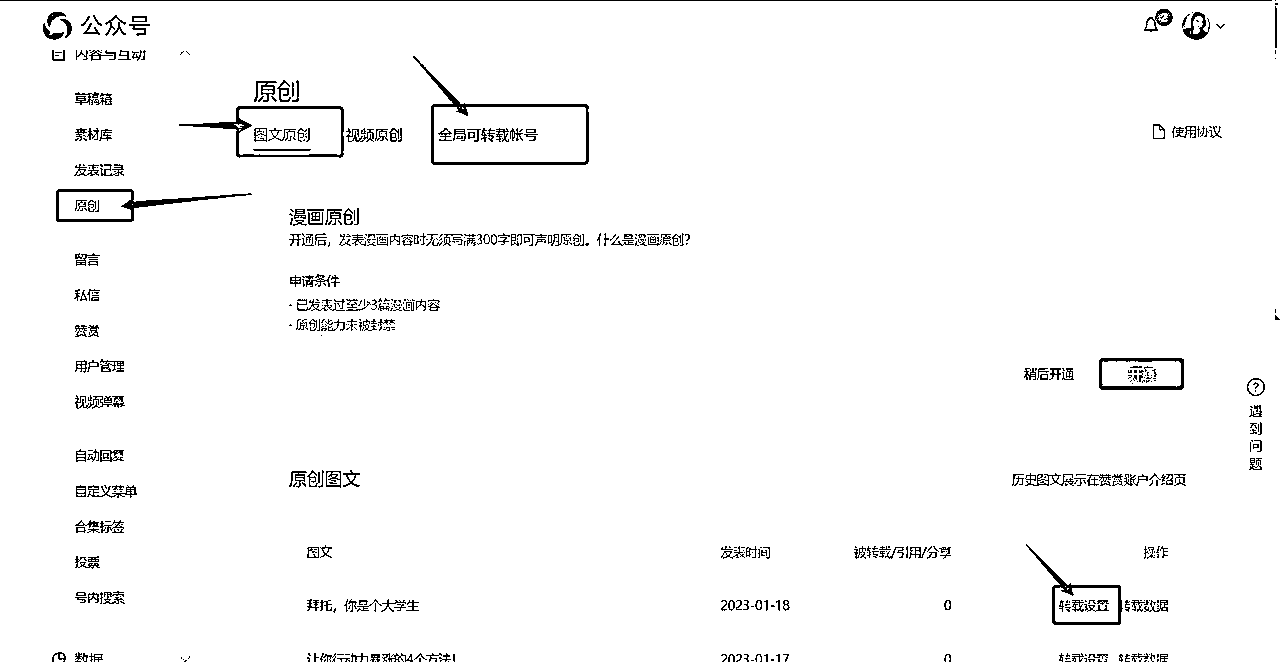 公众号
内容与互动
草稿箱
素材库
发表记录
原创
留言
私信
赞赏
用户管理
视频弹幕
自动回复
自定义菜单
合集标签
投票
号内搜索
数据
原创
图文原创 视频原创 全局可转载帐号
使用协议
漫画原创
开通后，发表漫画内容时无须写满300字即可声明原创。什么是漫画原创？
申请条件
· 已发表过至少3篇漫画内容
· 原创能力未被封禁
稍后开通 开通
原创图文 历史图文展示在赞赏账户介绍页
图文 发表时间 被转载/引用/分享 操作
拜托，你是个大学生 2023-01-18 0 转载设置 转载数据
让你行动力暴涨的4个方法！ 2023-01-17 0 转载设置 转载数据
遇到问题